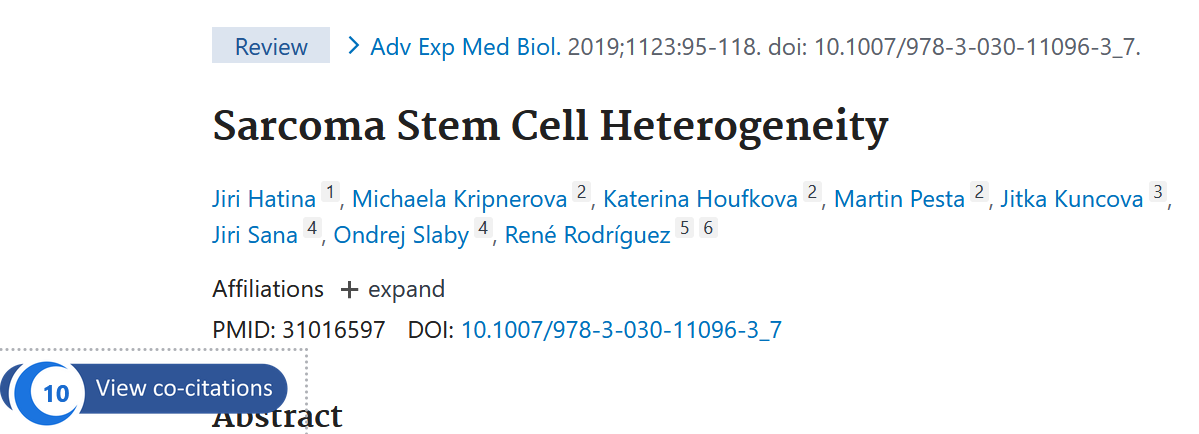 Review > Adv Exp Med Biol. 2019;1123:95-118. doi: 10.1007/978-3-030-11096-3_7.
Sarcoma Stem Cell Heterogeneity
Jiri Hatina 1, Michaela Kripnerova 2, Katerina Houfkova 2, Martin Pesta 2, Jitka Kuncova 3,
Jiri Sana 4, Ondrej Slaby 4, René Rodríguez 5 6
Affiliations + expand
PMID: 31016597 DOI: 10.1007/978-3-030-11096-3_7
10 View co-citations
Abstract